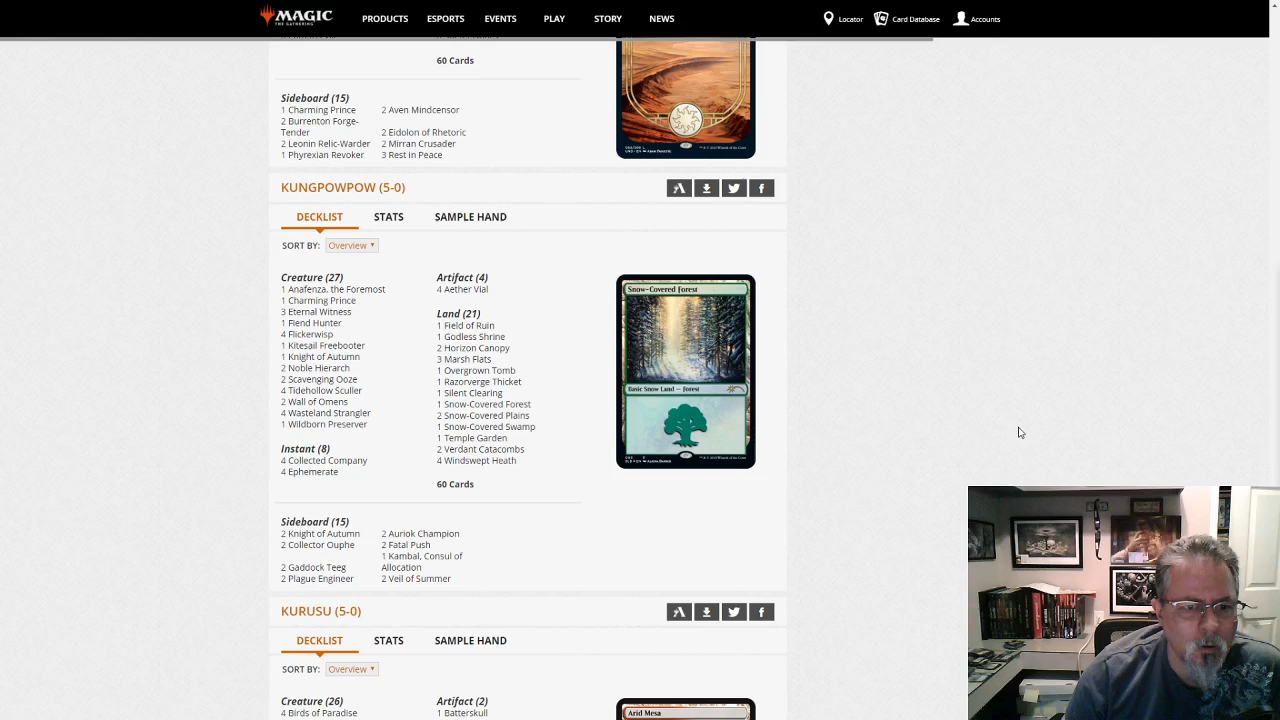 MAGIC
THE GATHERING
PRODUCTS
ESPORTS
EVENTS
PLAY
STORY
NEWS
Locator
Card Database
Accounts
60 Cards
Sideboard (15)
1 Charming Prince
2 Burrenton Forge-
Tender
2 Leonin Relic-Warder
1 Phyrexian Revoker
2 Aven Mindcensor
2 Eidolon of Rhetoric
2 Mirran Crusader
3 Rest in Peace
KUNGPOWPOW (5-0)
DECKLIST
STATS
SAMPLE HAND
SORT BY: Overview
Creature (27)
1 Anafenza, the Foremost
1 Charming Prince
3 Eternal Witness
1 Fiend Hunter
4 Flickerwisp
1 Kitesail Freebooter
1 Knight of Autumn
2 Noble Hierarch
2 Scavenging Ooze
4 Tidehollow Sculler
2 Wall of Omens
4 Wasteland Strangler
1 Wildborn Preserver
Instant (8)
4 Collected Company
4 Ephemerate
Artifact (4)
4 Aether Vial
Land (21)
1 Field of Ruin
1 Godless Shrine
2 Horizon Canopy
3 Marsh Flats
1 Overgrown Tomb
1 Razorverge Thicket
1 Silent Clearing
1 Snow-Covered Forest
2 Snow-Covered Plains
1 Snow-Covered Swamp
1 Temple Garden
2 Verdant Catacombs
4 Windswept Heath
60 Cards
Snow-Covered Forest
Basic Snow Land — Forest
Sideboard (15)
2 Knight of Autumn
2 Collector Ouphe
2 Gaddock Teeg
2 Plague Engineer
2 Auriok Champion
2 Fatal Push
1 Kambal, Consul of
Allocation
2 Veil of Summer
KURUSU (5-0)
DECKLIST
STATS
SAMPLE HAND
SORT BY: Overview
Creature (26)
4 Birds of Paradise
Artifact (2)
1 Batterskull
Arid Mesa